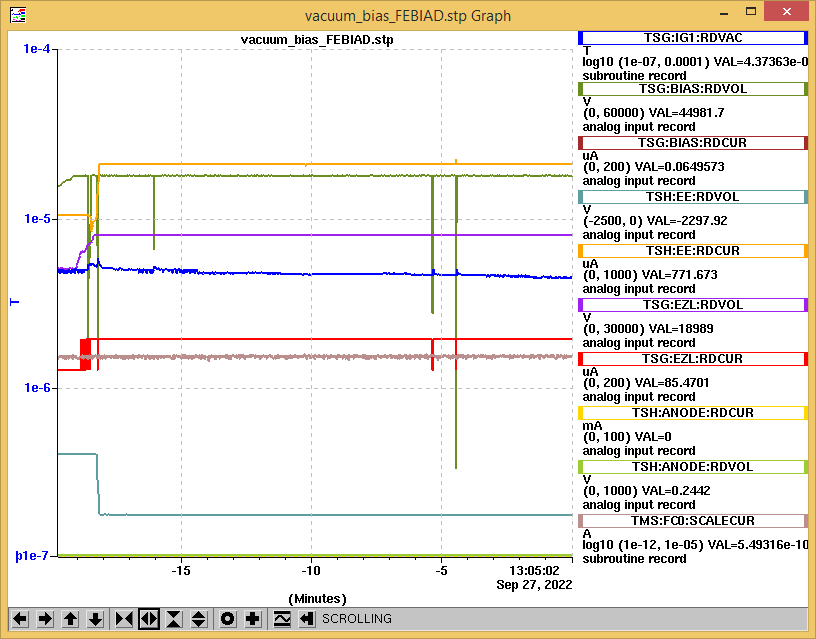 vacuum_bias_FEBIAD.stp Graph
vacuum_bias_FEBIAD.stp
1e-4
1e-5
T
1e-6
1e-7
-15
-10
-5
13:05:02
Sep 27, 2022
(Minutes)
TSG:IG1:RDVAC
T
log10 (1e-07, 0.0001) VAL=4.37363e-0
subroutine record
TSG:BIAS:RDVOL
V
(0, 60000) VAL=44981.7
analog input record
TSG:BIAS:RDCUR
uA
(0, 200) VAL=0.0649573
analog input record
TSH:EE:RDVOL
V
(-2500, 0) VAL=-2297.92
analog input record
TSH:EE:RDCUR
uA
(0, 1000) VAL=771.673
analog input record
TSG:EZL:RDVOL
V
(0, 30000) VAL=18989
analog input record
TSG:EZL:RDCUR
uA
(0, 200) VAL=85.4701
analog input record
TSH:ANODE:RDCUR
mA
(0, 100) VAL=0
analog input record
TSH:ANODE:RDVOL
V
(0, 1000) VAL=0.2442
analog input record
TMS:FC0:SCALECUR
A
log10 (1e-12, 1e-05) VAL=5.49316e-10
subroutine record
SCROLLING